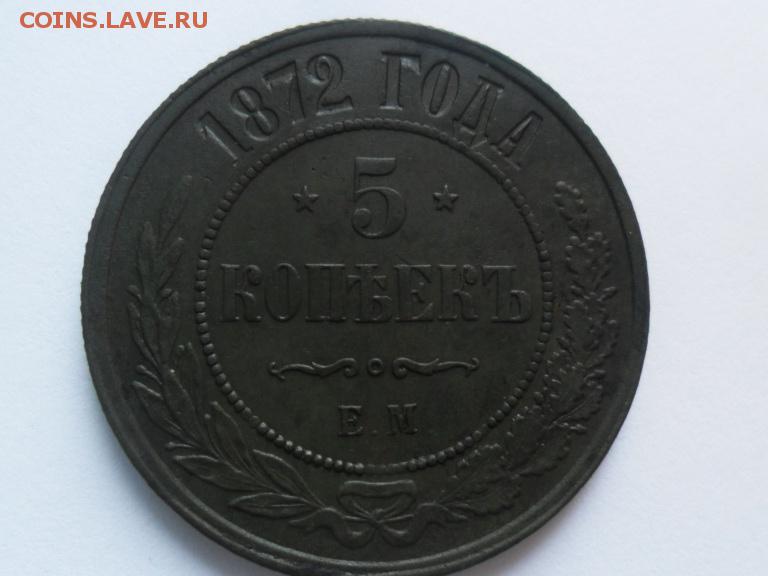 COINS.LAVE.RU
1872 ГОДА
5
КОПѢЕКЪ
Е.М.